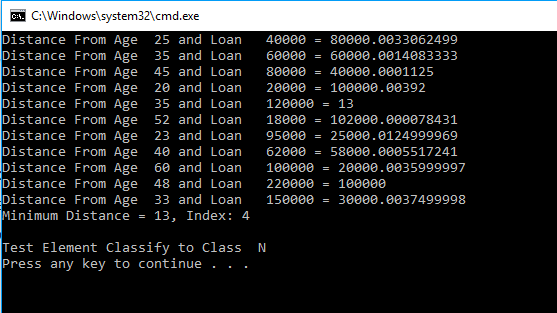 C:\Windows\system32\cmd.exe
Distance From Age  25 and Loan   40000 = 80000.0033062499
Distance From Age  35 and Loan   60000 = 60000.0014083333
Distance From Age  45 and Loan   80000 = 40000.0001125
Distance From Age  20 and Loan   20000 = 100000.00392
Distance From Age  35 and Loan   120000 = 13
Distance From Age  52 and Loan   18000 = 102000.000078431
Distance From Age  23 and Loan   95000 = 25000.0124999969
Distance From Age  40 and Loan   62000 = 58000.0005517241
Distance From Age  60 and Loan   100000 = 20000.0035999997
Distance From Age  48 and Loan   220000 = 100000
Distance From Age  33 and Loan   150000 = 30000.0037499998
Minimum Distance = 13, Index: 4
Test Element Classify to Class  N
Press any key to continue . . .